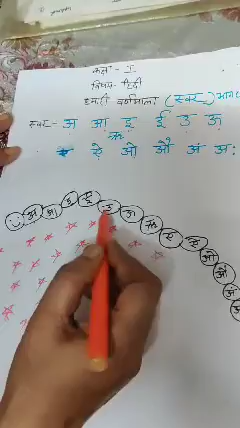 कक्षा - I
विषय - हिंदी
हमारी वर्णमाला (स्वर) भाग
स्वर - अ आ इ ई उ ऊ
ऋ
ए ऐ ओ औ अं अः
अ आ इ ई उ ऊ ऋ ए ऐ ओ औ अं अः